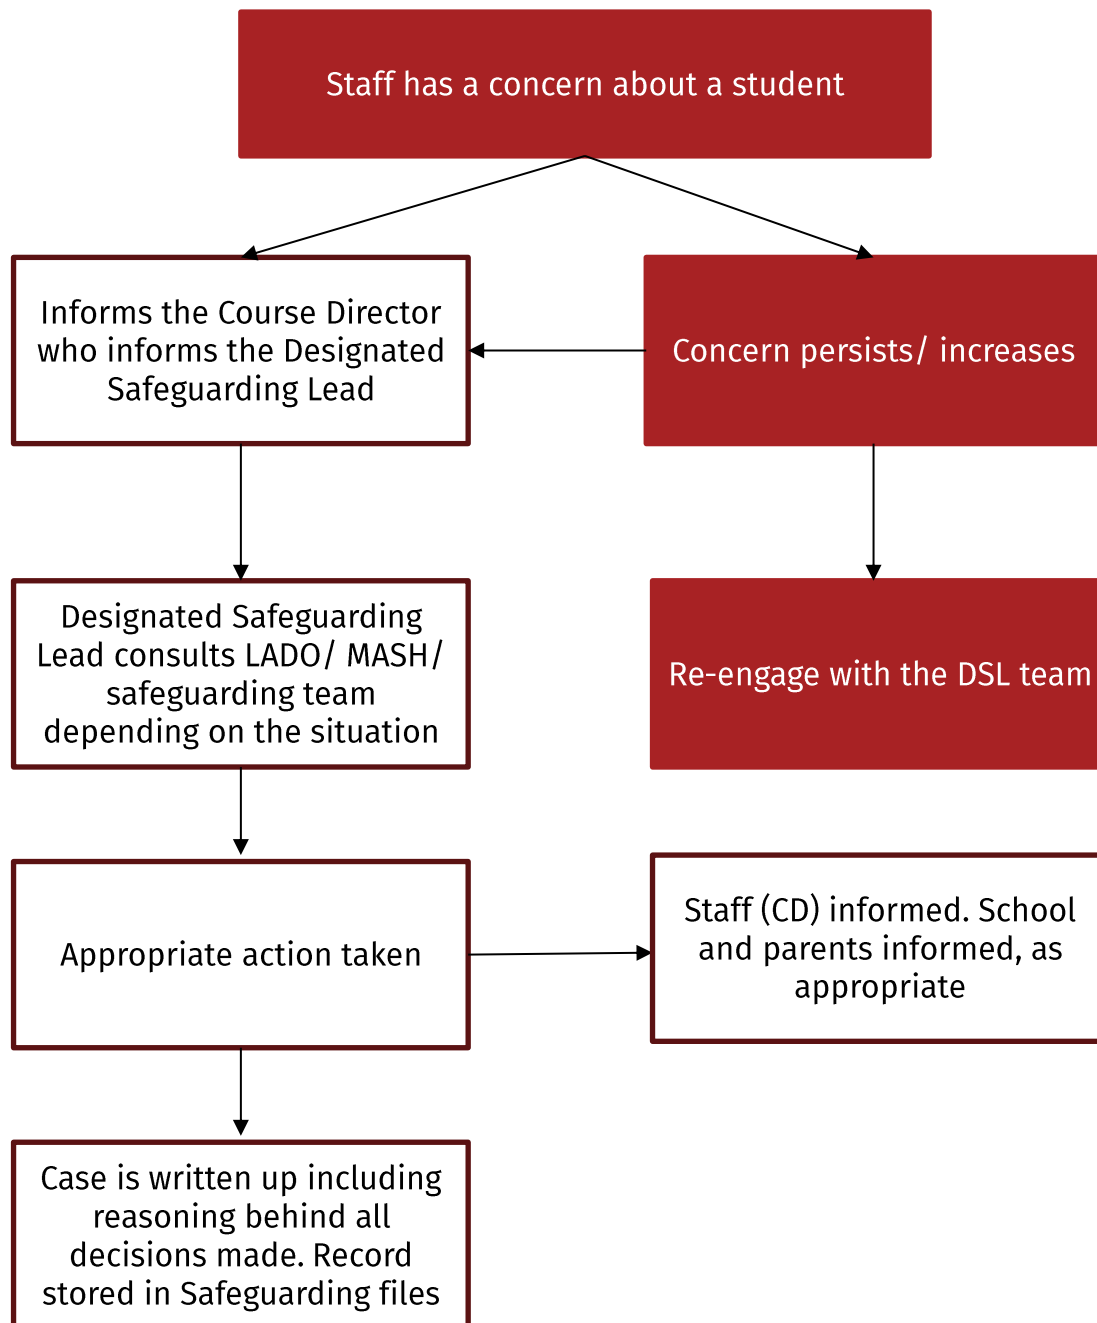 Staff has a concern about a student
Informs the Course Director
who informs the Designated
Safeguarding Lead
Concern persists/ increases
Designated Safeguarding
Lead consults LADO/ MASH/
safeguarding team
depending on the situation
Re-engage with the DSL team
Appropriate action taken
Staff (CD) informed. School
and parents informed, as
appropriate
Case is written up including
reasoning behind all
decisions made. Record
stored in Safeguarding files